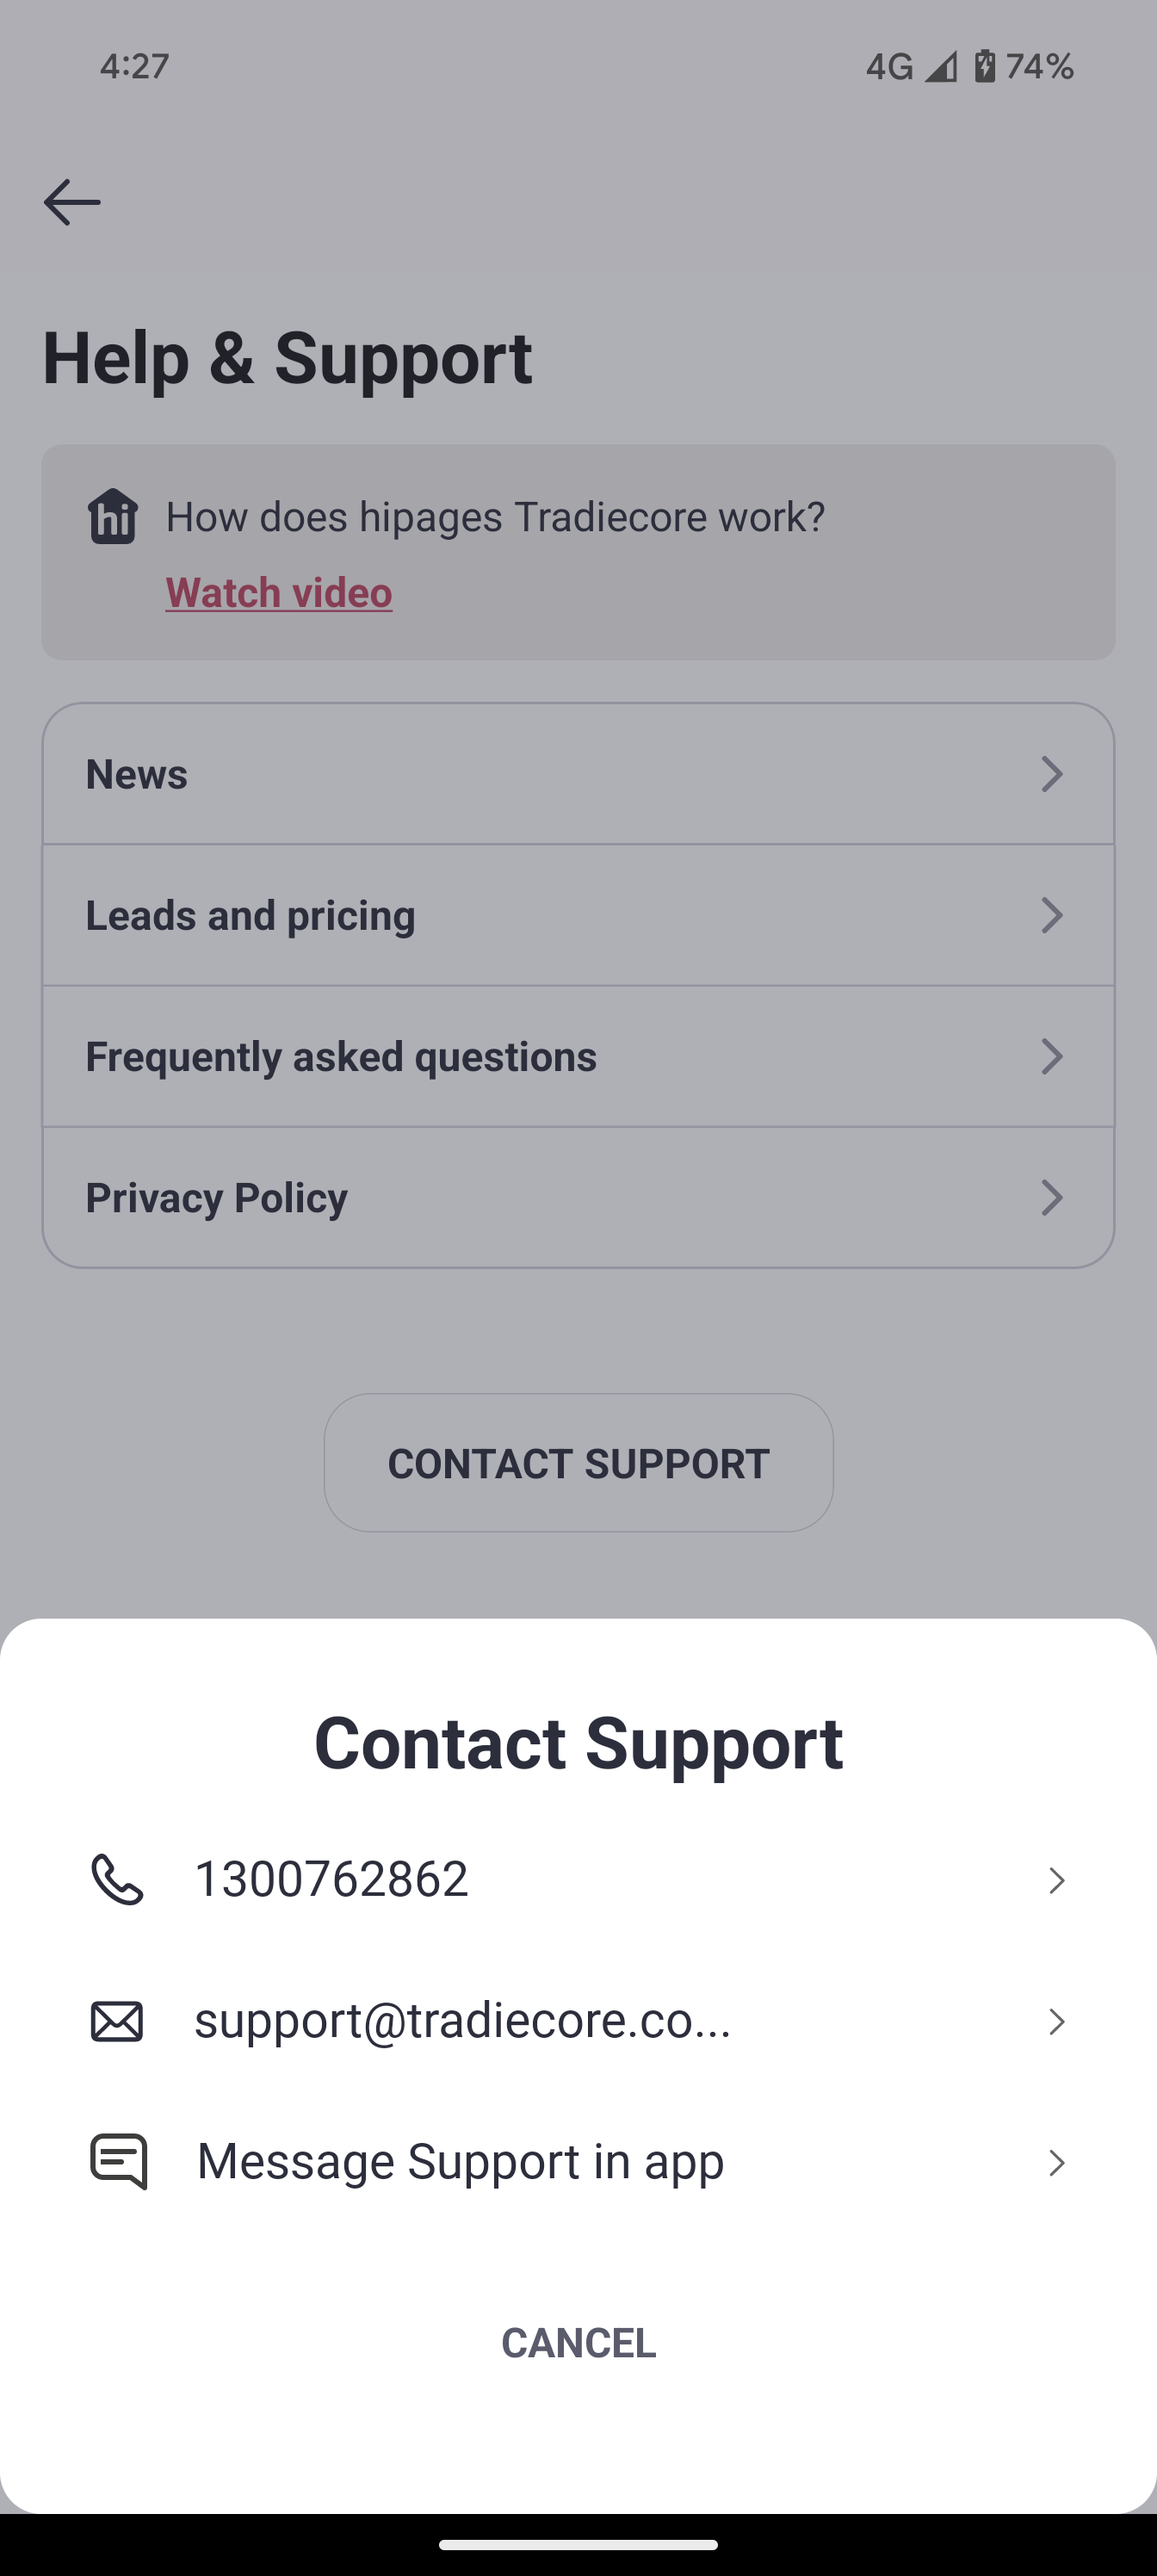 4:27
4G 74%
Help & Support
hi How does hipages Tradiecore work?
Watch video
News
Leads and pricing
Frequently asked questions
Privacy Policy
CONTACT SUPPORT
Contact Support
1300762862
support@tradiecore.co...
Message Support in app
CANCEL